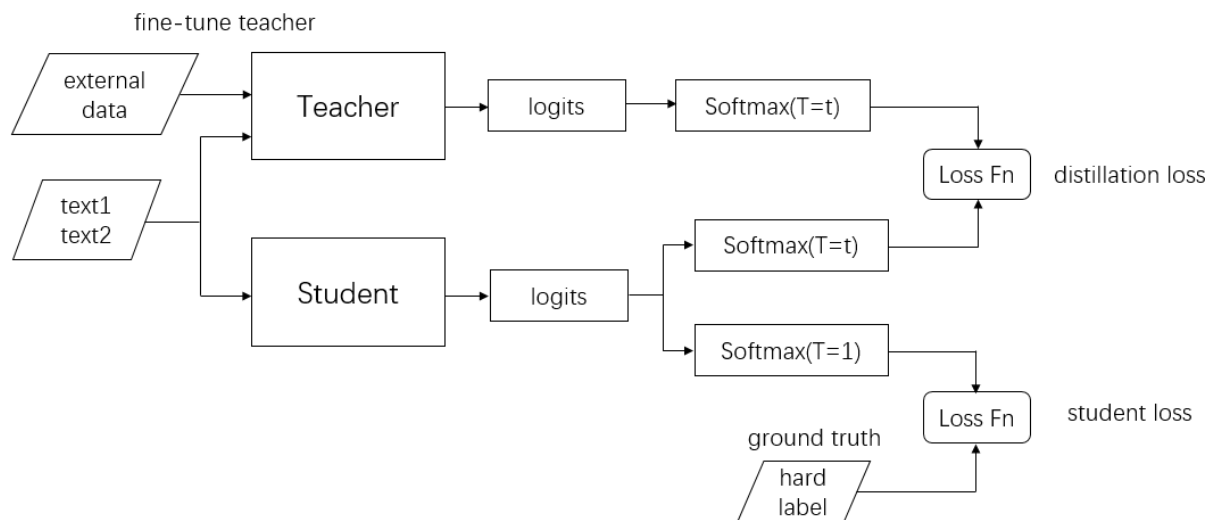 fine-tune teacher
external
data
Teacher
logits
Softmax(T=t)
Loss Fn
distillation loss
text1
text2
Softmax(T=t)
Student
logits
Softmax(T=1)
Loss Fn
student loss
ground truth
hard
label